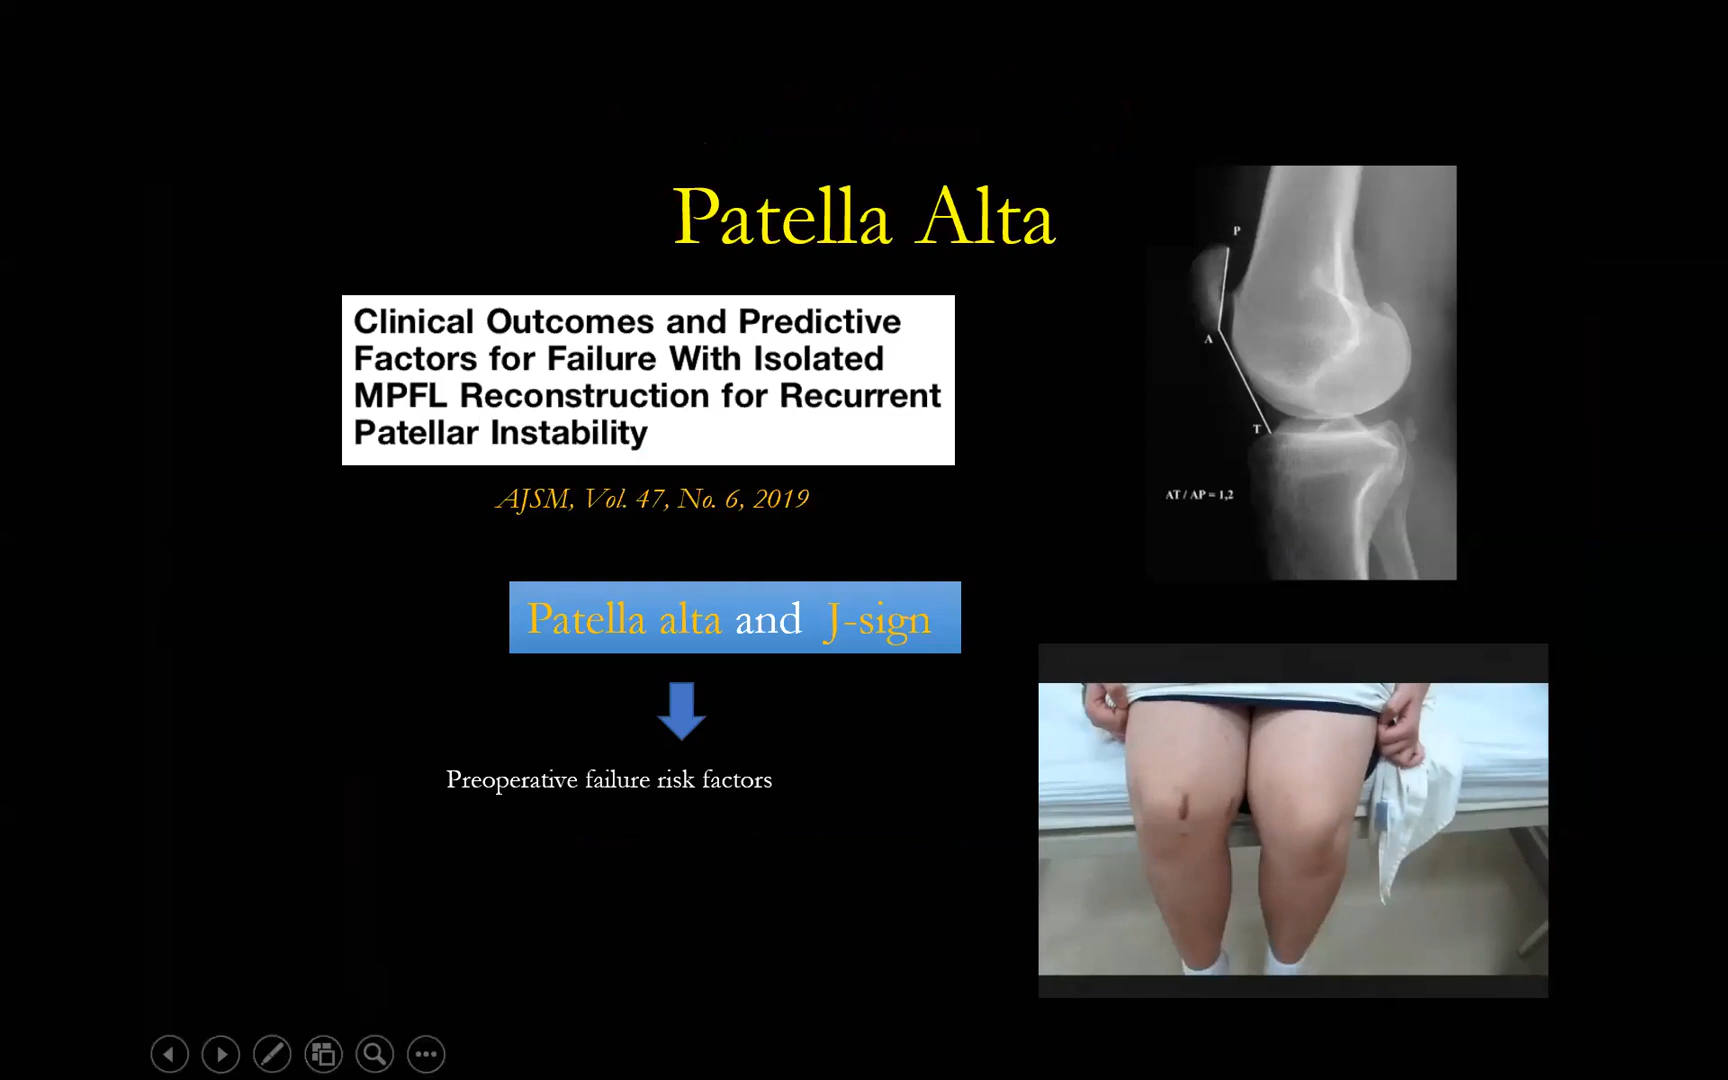 Patella Alta
Clinical Outcomes and Predictive
Factors for Failure With Isolated
MPFL Reconstruction for Recurrent
Patellar Instability
AJSM, Vol. 47, No. 6, 2019
Patella alta and J-sign
Preoperative failure risk factors
P
A
T
AT / AP = 1,2